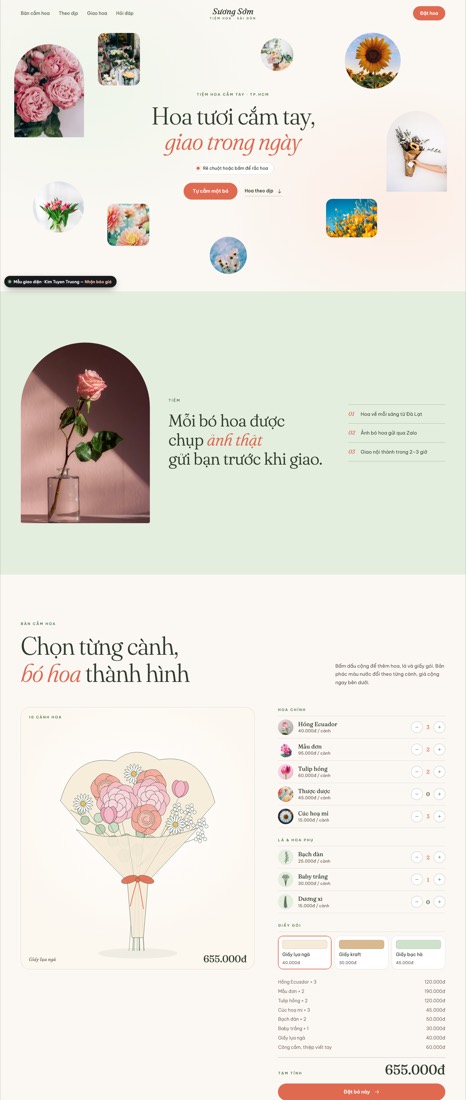 Bàn cắm hoa
Theo dịp
Giao hoa
Hỏi đáp
Sương Sớm
TIỆM HOA · SÀI GÒN
Đặt hoa
TIỆM HOA CẮM TAY · TP.HCM
Hoa tươi cắm tay,
giao trong ngày
Rê chuột hoặc bấm để rắc hoa
Tự cắm một bó
Hoa theo dịp ↓
Mẫu giao diện · Kim Tuyen Truong – Nhận báo giá
TIỆM
Mỗi bó hoa được
chụp ảnh thật
gửi bạn trước khi giao.
01 Hoa về mỗi sáng từ Đà Lạt
02 Ảnh bó hoa gửi qua Zalo
03 Giao nội thành trong 2–3 giờ
BÀN CẮM HOA
Chọn từng cành,
bó hoa thành hình
Bấm dấu cộng để thêm hoa, lá và giấy gói. Bản
phác màu nước đổi theo từng cành, giá cộng
ngay bên dưới.
Giấy lụa ngà
655.000đ
HOA CHÍNH
Hồng Ecuador
40.000đ / cành
− 3 +
Mẫu đơn
95.000đ / cành
− 2 +
Tulip hồng
60.000đ / cành
− 2 +
Thược dược
45.000đ / cành
− 0 +
Cúc hoạ mi
15.000đ / cành
− 3 +
LÁ & HOA PHỤ
Bạch đàn
25.000đ / cành
− 2 +
Baby trắng
30.000đ / cành
− 1 +
Dương xỉ
15.000đ / cành
− 0 +
GIẤY GÓI
Giấy lụa ngà
40.000đ
Giấy kraft
30.000đ
Giấy bạc hà
45.000đ
Hồng Ecuador × 3 120.000đ
Mẫu đơn × 2 190.000đ
Tulip hồng × 2 120.000đ
Cúc hoạ mi × 3 45.000đ
Bạch đàn × 2 50.000đ
Baby trắng × 1 30.000đ
Giấy lụa ngà 40.000đ
Công cắm, thiệp viết tay 60.000đ
TẠM TÍNH 655.000đ
Đặt bó này →